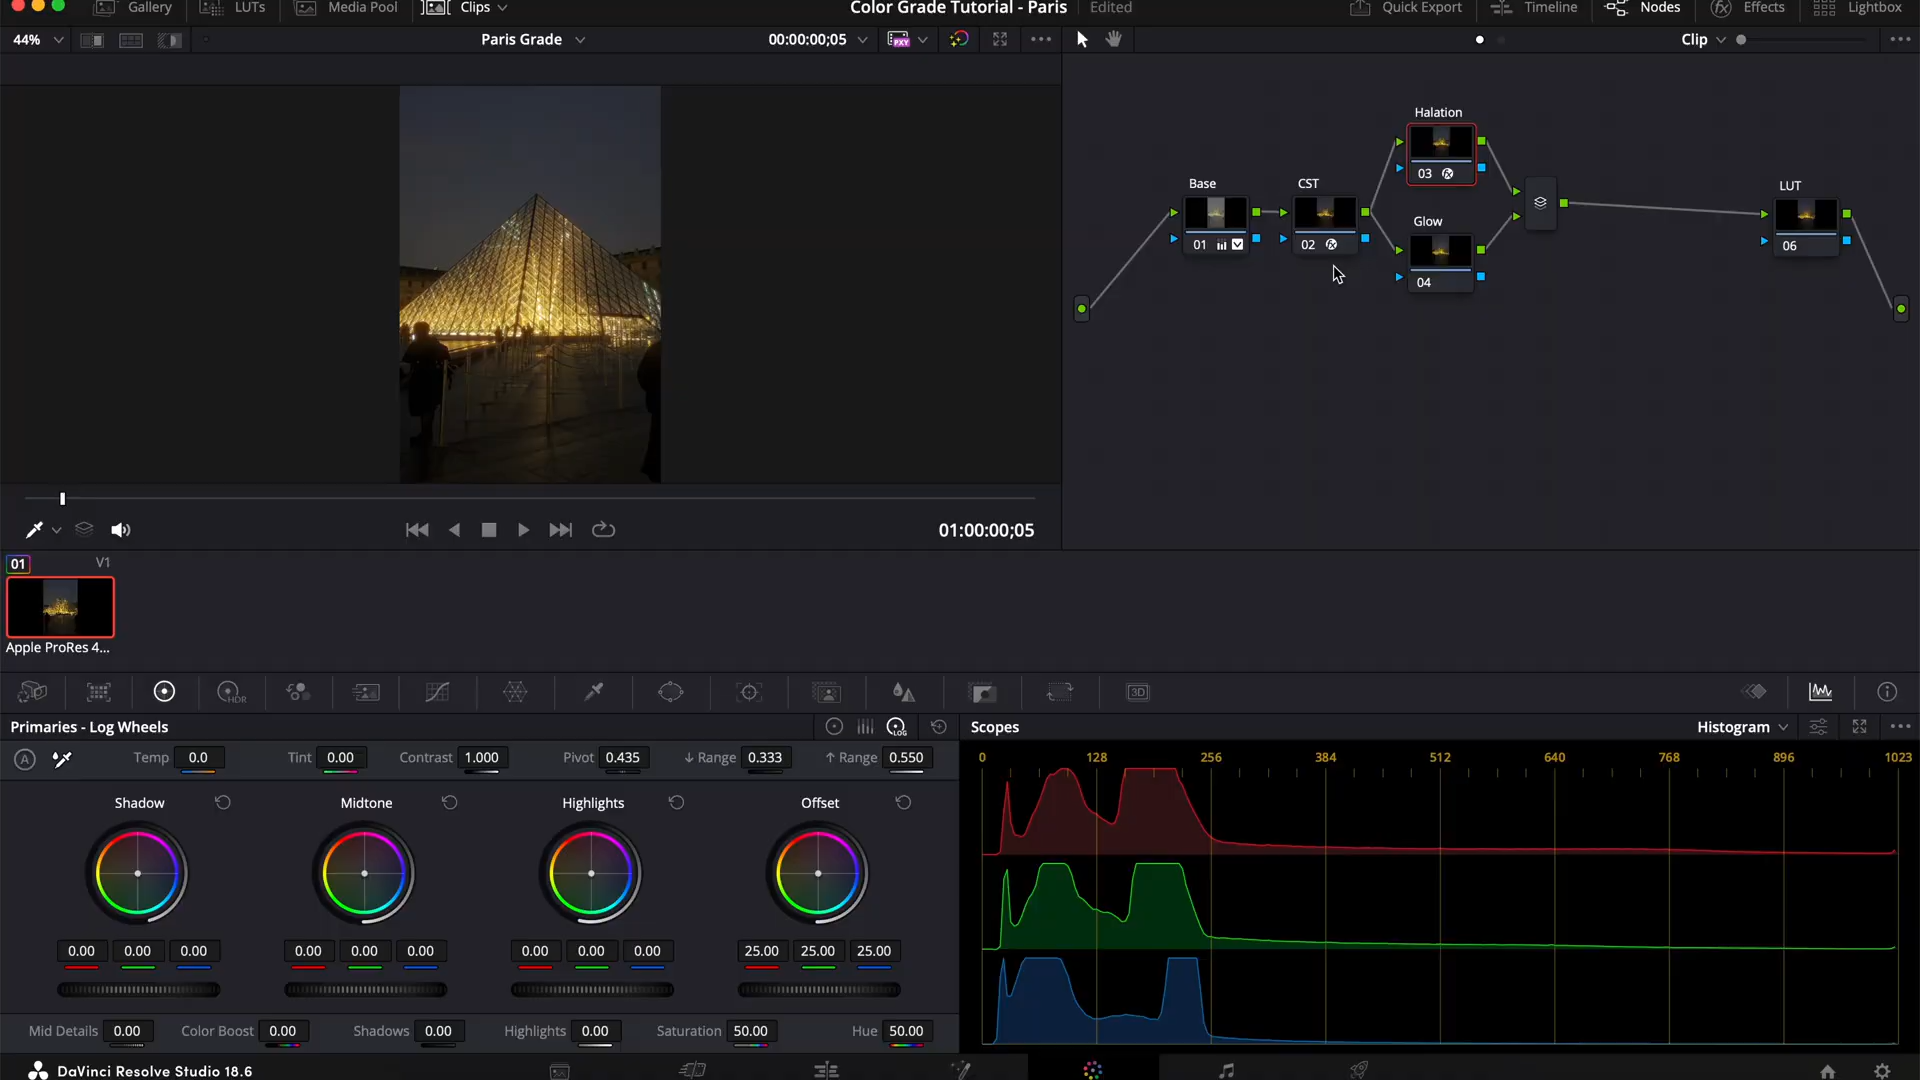 Gallery LUTs Media Pool Clips Color Grade Tutorial - Paris Edited Quick Export Timeline Nodes Effects Lightbox
44% Paris Grade 00:00:00;05 PXY Clip
Halation
03
Base CST LUT
01 02 06
Glow
04
01:00:00;05
01 V1
Apple ProRes 4...
HDR 3D
Primaries - Log Wheels LOG Scopes Histogram
A Temp 0.0 Tint 0.00 Contrast 1.000 Pivot 0.435 ↓ Range 0.333 ↑ Range 0.550
0 128 256 384 512 640 768 896 1023
Shadow Midtone Highlights Offset
0.00 0.00 0.00 0.00 0.00 0.00 0.00 0.00 0.00 25.00 25.00 25.00
Mid Details 0.00 Color Boost 0.00 Shadows 0.00 Highlights 0.00 Saturation 50.00 Hue 50.00
DaVinci Resolve Studio 18.6